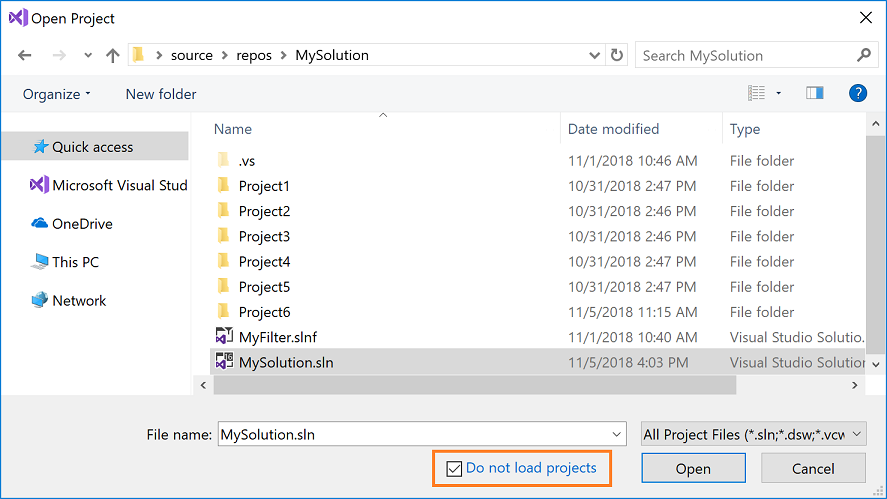 Open Project
source repos MySolution
Search MySolution
Organize New folder
?
Name Date modified Type
Quick access
Microsoft Visual Stud
OneDrive
This PC
Network
.vs 11/1/2018 10:46 AM File folder
Project1 10/31/2018 2:47 PM File folder
Project2 10/31/2018 2:46 PM File folder
Project3 10/31/2018 2:46 PM File folder
Project4 10/31/2018 2:47 PM File folder
Project5 10/31/2018 2:47 PM File folder
Project6 11/5/2018 11:15 AM File folder
MyFilter.slnf 11/1/2018 10:40 AM Visual Studio Solutio.
MySolution.sln 11/5/2018 4:03 PM Visual Studio Solution
File name: MySolution.sln All Project Files (*.sln;*.dsw;*.vcw
Do not load projects Open Cancel